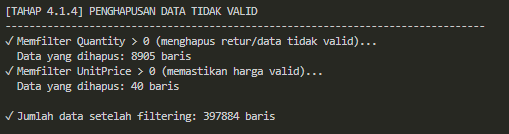 [TAHAP 4.1.4] PENGHAPUSAN DATA TIDAK VALID
--------------------------------------------------------------------------------
✓ Memfilter Quantity > 0 (menghapus retur/data tidak valid)...
Data yang dihapus: 8905 baris
✓ Memfilter UnitPrice > 0 (memastikan harga valid)...
Data yang dihapus: 40 baris
✓ Jumlah data setelah filtering: 397884 baris